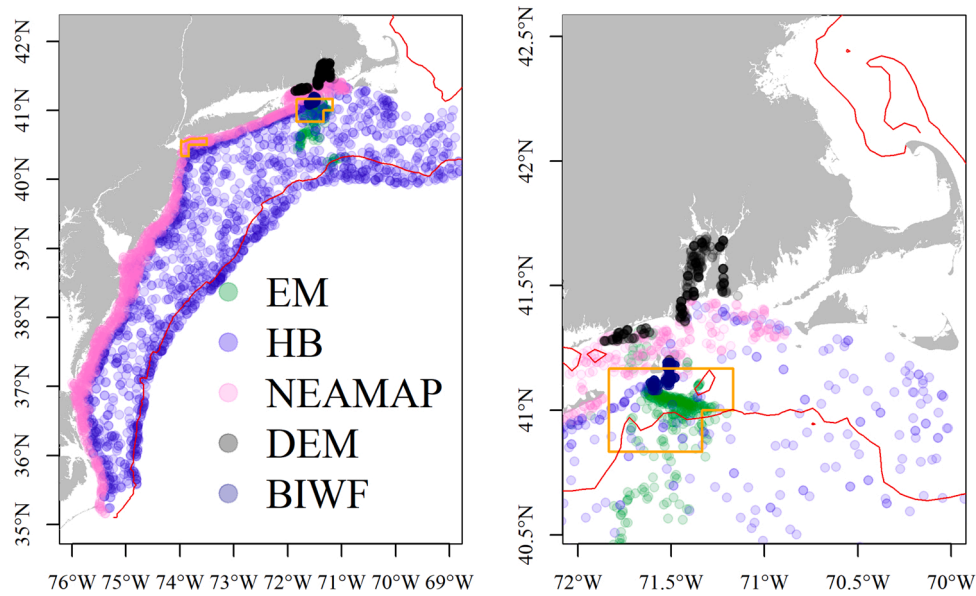 42°N
41°N
40°N
39°N
38°N
37°N
36°N
35°N
76°W 75°W 74°W 73°W 72°W 71°W 70°W 69°W
EM
HB
NEAMAP
DEM
BIWF
42.5°N
42°N
41.5°N
41°N
40.5°N
72°W 71.5°W 71°W 70.5°W 70°W